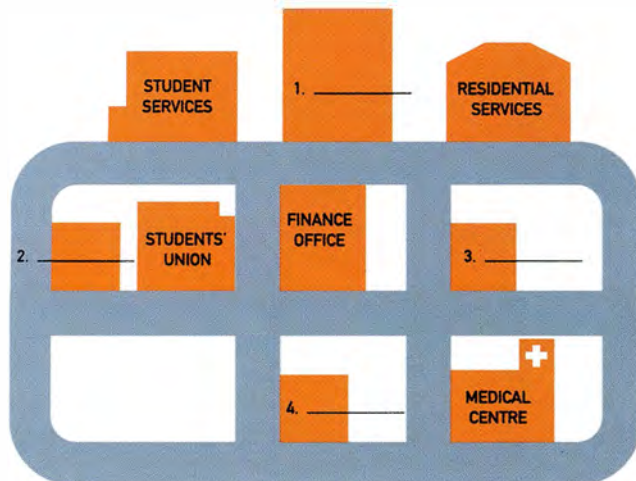 STUDENT
SERVICES
1.
RESIDENTIAL
SERVICES
2.
STUDENTS'
UNION
FINANCE
OFFICE
3.
4.
MEDICAL
CENTRE